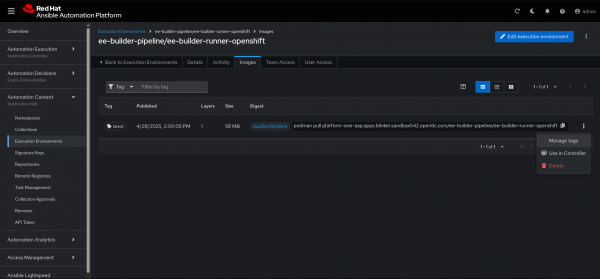 Red Hat
Ansible Automation Platform
admin
Overview
Automation Execution
Automation Controller
Automation Decisions
Event-Driven Ansible
Automation Content
Automation Hub
Namespaces
Collections
Execution Environments
Signature Keys
Repositories
Remote Registries
Task Management
Collection Approvals
Remotes
API Token
Automation Analytics
Access Management
Ansible Lightspeed
Execution Environments > ee-builder-pipeline/ee-builder-runner-openshift > Images
ee-builder-pipeline/ee-builder-runner-openshift
Edit execution environment
Back to Execution Environments Details Activity Images Team Access User Access
Tag Filter by tag 1 - 1 of 1
Tag Published Layers Size Digest
latest 4/28/2025, 2:00:05 PM 1 58 MB podman pull platform-one-aap.apps.blinker.sandbox542.opentlc.com/ee-builder-pipeline/ee-builder-runner-openshift
1 - 1 of 1
Manage tags
Use in Controller
Delete